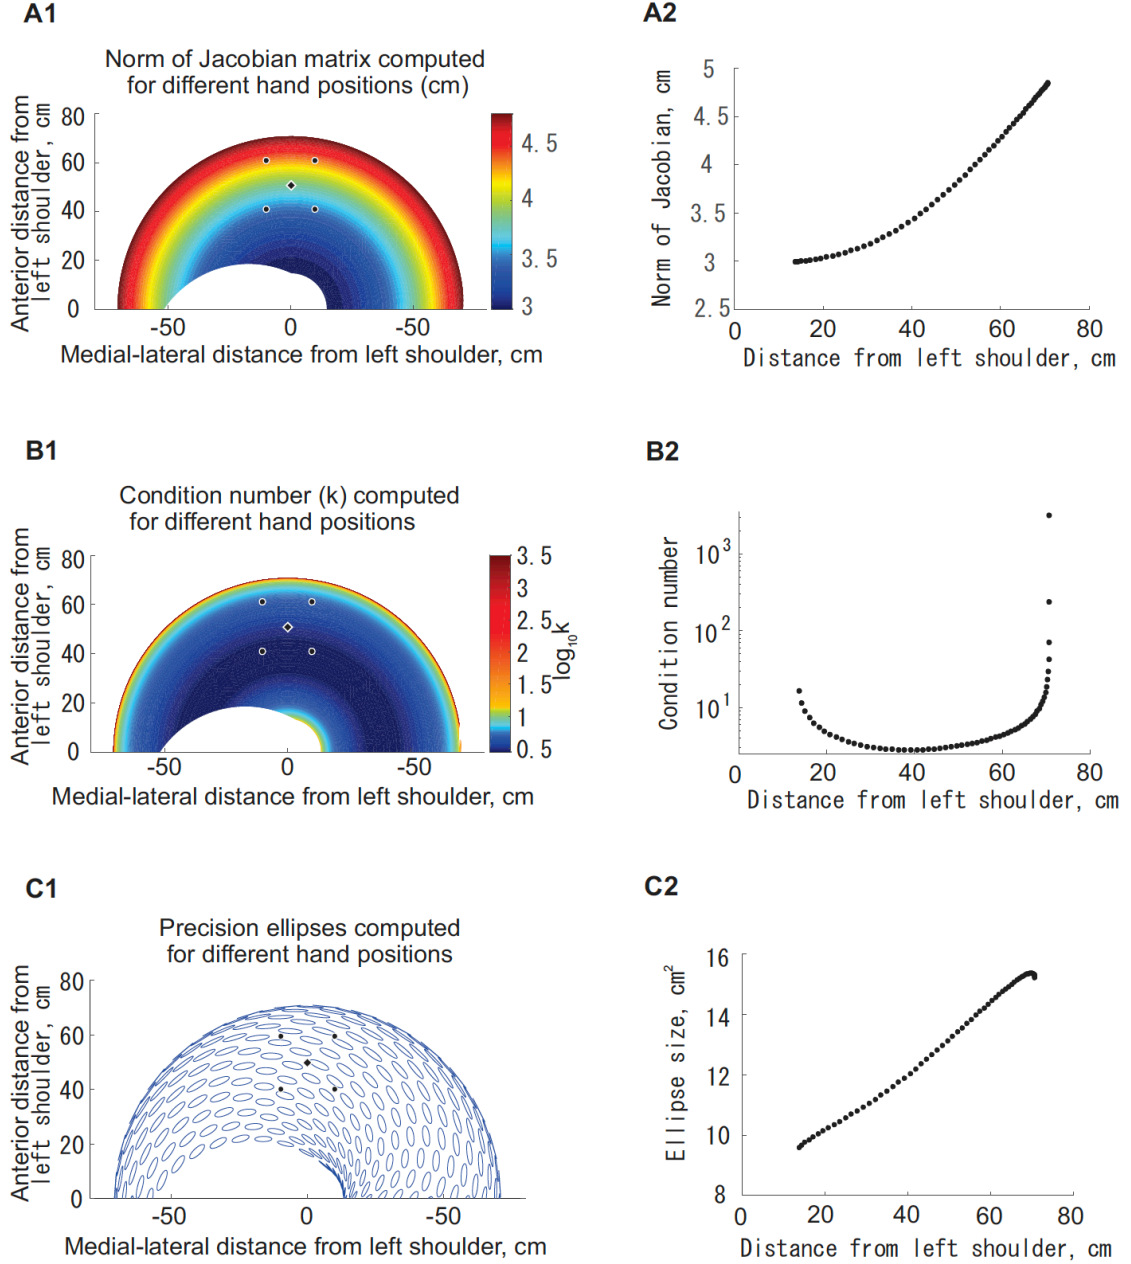 A1
Norm of Jacobian matrix computed
for different hand positions (cm)
Anterior distance from
left shoulder, cm
80
60
40
20
0
-50
0
-50
Medial-lateral distance from left shoulder, cm
4.5
4
3.5
3
A2
Norm of Jacobian, cm
5
4.5
4
3.5
3
2.5
0
20
40
60
80
Distance from left shoulder, cm
B1
Condition number (k) computed
for different hand positions
Anterior distance from
left shoulder, cm
80
60
40
20
0
-50
0
-50
Medial-lateral distance from left shoulder, cm
3.5
3
2.5
2
1.5
1
0.5
log10k
B2
Condition number
10^3
10^2
10^1
0
20
40
60
80
Distance from left shoulder, cm
C1
Precision ellipses computed
for different hand positions
Anterior distance from
left shoulder, cm
80
60
40
20
0
-50
0
-50
Medial-lateral distance from left shoulder, cm
C2
Elllipse size, cm²
16
14
12
10
8
0
20
40
60
80
Distance from left shoulder, cm